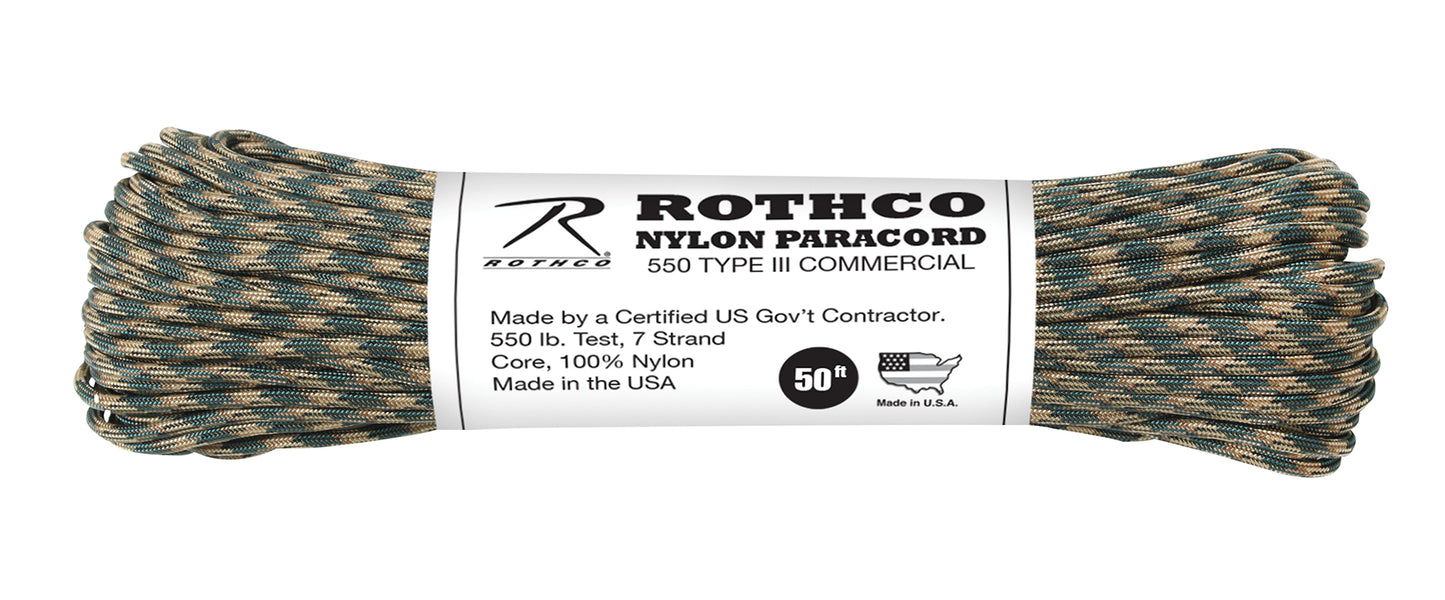 R®
ROTHCO
ROTHCO
NYLON PARACORD
550 TYPE III COMMERCIAL
Made by a Certified US Gov't Contractor.
550 lb. Test, 7 Strand
Core, 100% Nylon
Made in the USA
50ft
Made in U.S.A.